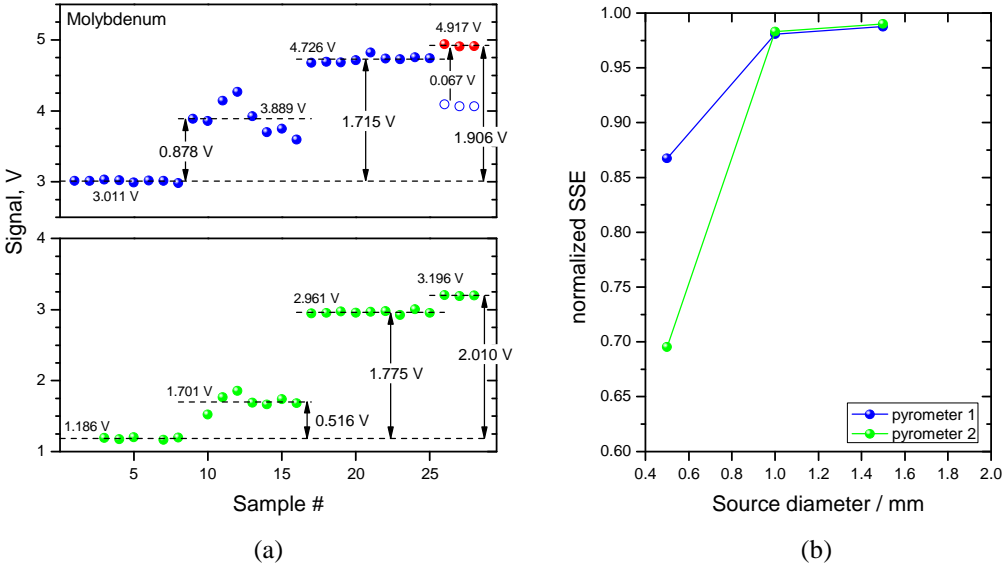 Molybdenum
4.917 V
4.726 V
0.067 V
3.889 V
1.715 V
1.906 V
0.878 V
3.011 V
5
4
3
2
Signal, V
4
3
2
1
3.196 V
2.961 V
2.010 V
1.701 V
1.775 V
0.516 V
1.186 V
5 10 15 20 25
Sample #
(a)
1.00
0.95
0.90
0.85
0.80
0.75
0.70
0.65
0.60
normalized SSE
pyrometer 1
pyrometer 2
0.4 0.6 0.8 1.0 1.2 1.4 1.6 1.8 2.0
Source diameter / mm
(b)